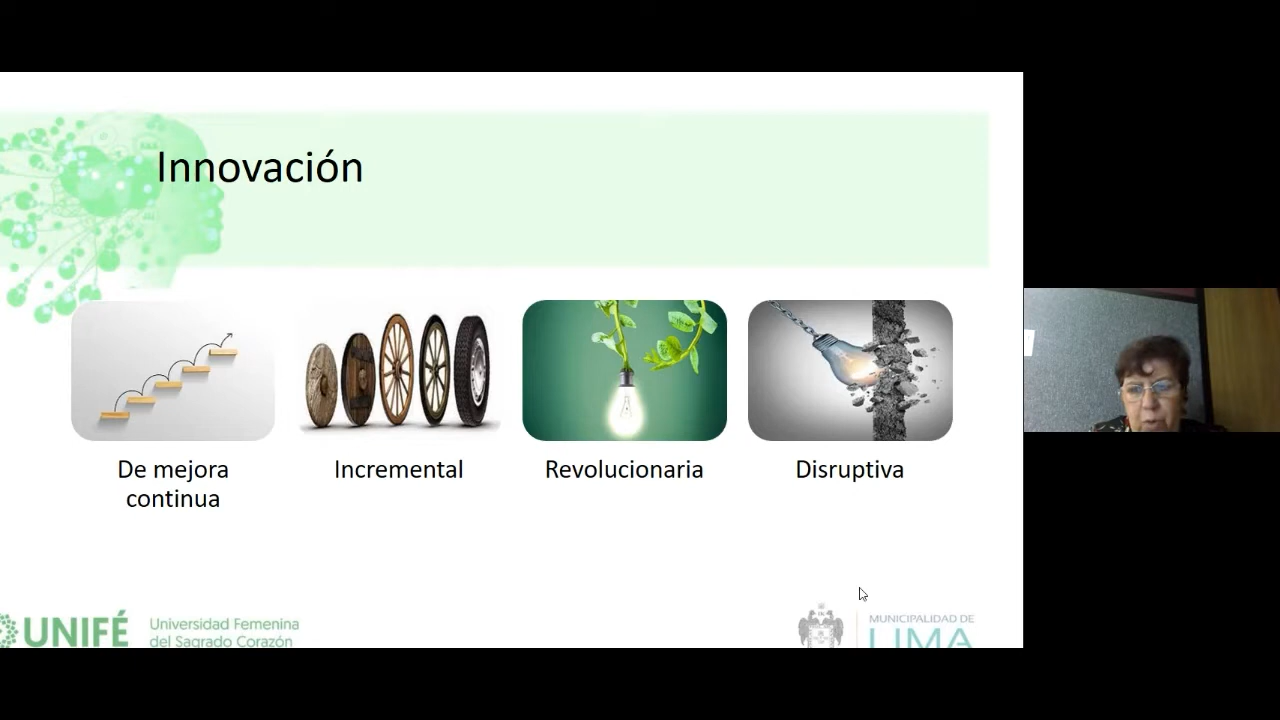 Innovación
De mejora
continua
Incremental
Revolucionaria
Disruptiva
UNIFÉ
Universidad Femenina
del Sagrado Corazón
MUNICIPALIDAD DE
LIMA